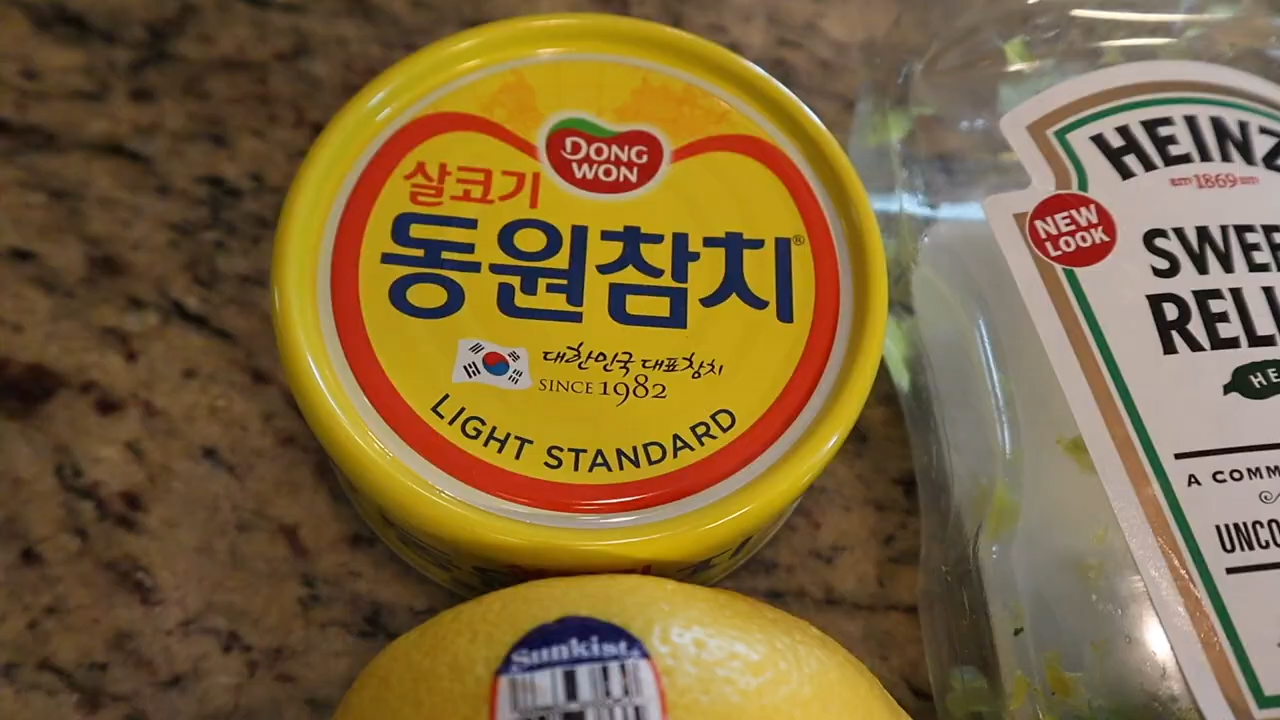 DONG
WON
살코기
동원참치®
대한민국 대표참치
SINCE 1982
LIGHT STANDARD
Sunkist
HEINZ
1869
NEW
LOOK
SWEE
RELI
HE
A COMM
UNCO